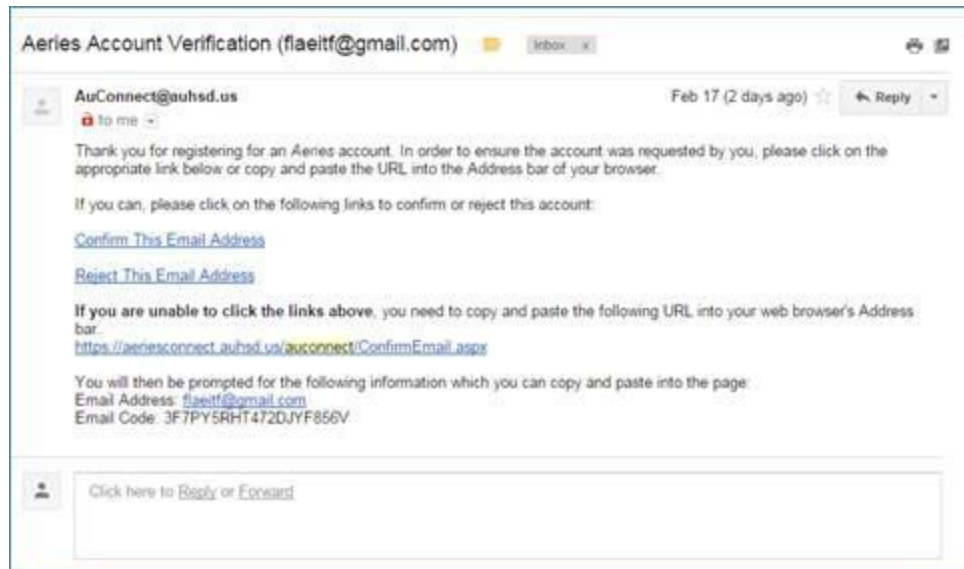 Aeries Account Verification (flaeitf@gmail.com) Inbox x
AuConnect@auhsd.us Feb 17 (2 days ago) Reply
to me
Thank you for registering for an Aeries account. In order to ensure the account was requested by you, please click on the
appropriate link below or copy and paste the URL into the Address bar of your browser.
If you can, please click on the following links to confirm or reject this account:
Confirm This Email Address
Reject This Email Address
If you are unable to click the links above, you need to copy and paste the following URL into your web browser's Address
bar.
https://aeriesconnect.auhsd.us/auconnect/ConfirmEmail.aspx
You will then be prompted for the following information which you can copy and paste into the page:
Email Address: flaeitf@gmail.com
Email Code: 3F7PY5RHT472DJYF856V
Click here to Reply or Forward